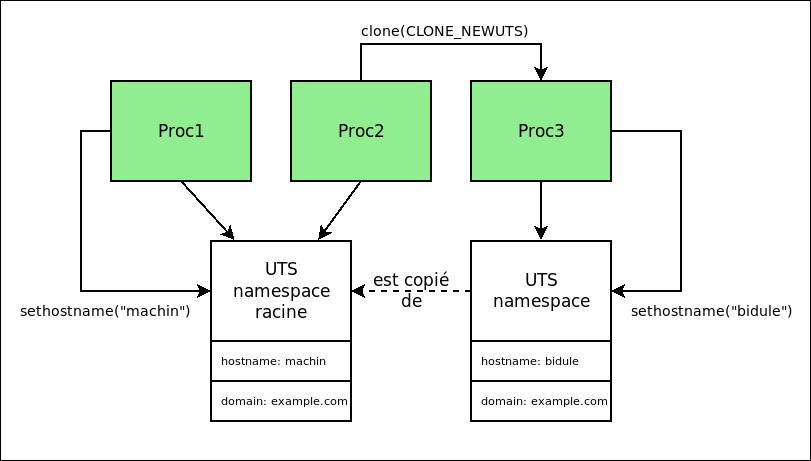 clone(CLONE_NEWUTS)
Proc1
Proc2
Proc3
UTS
namespace
racine
est copié
de
UTS
namespace
sethostname("machin")
sethostname("bidule")
hostname: machin
hostname: bidule
domain: example.com
domain: example.com